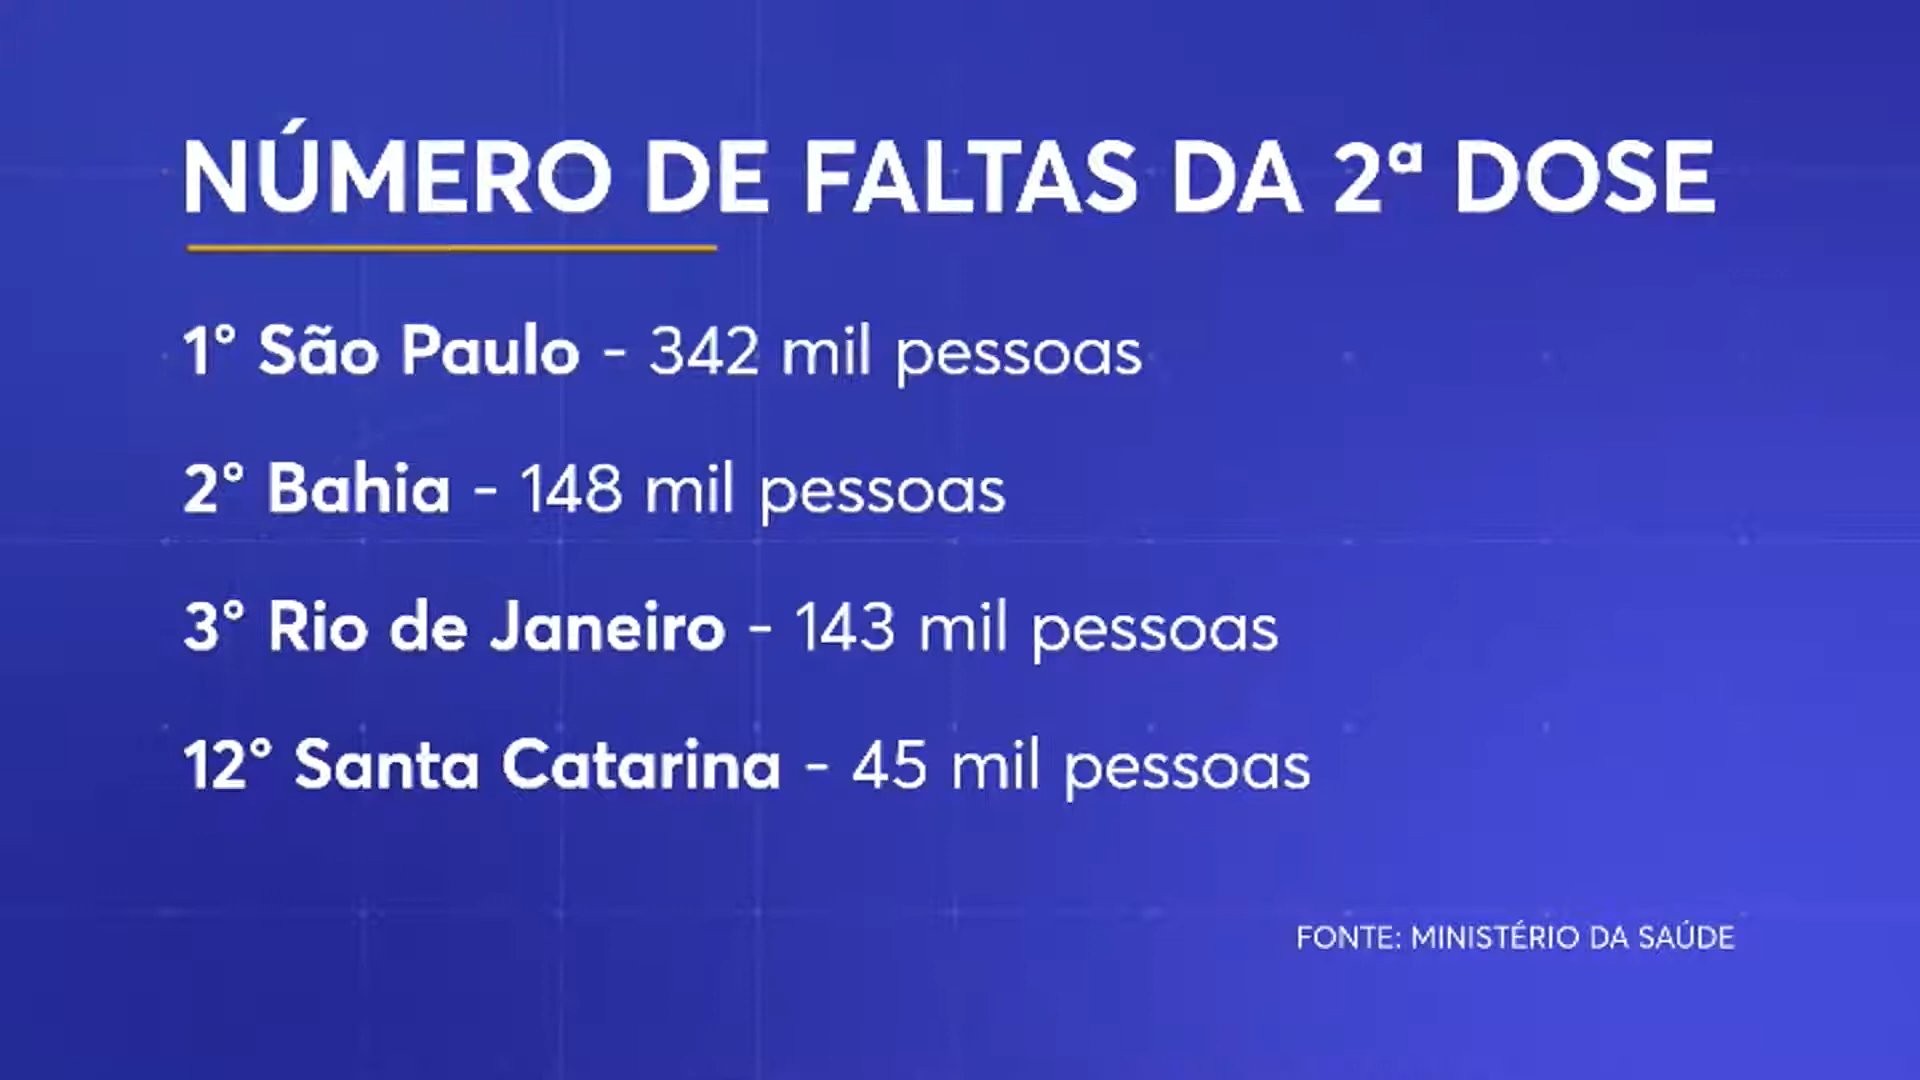 NÚMERO DE FALTAS DA 2ª DOSE
1° São Paulo - 342 mil pessoas
2° Bahia - 148 mil pessoas
3° Rio de Janeiro - 143 mil pessoas
12° Santa Catarina - 45 mil pessoas
FONTE: MINISTÉRIO DA SAÚDE